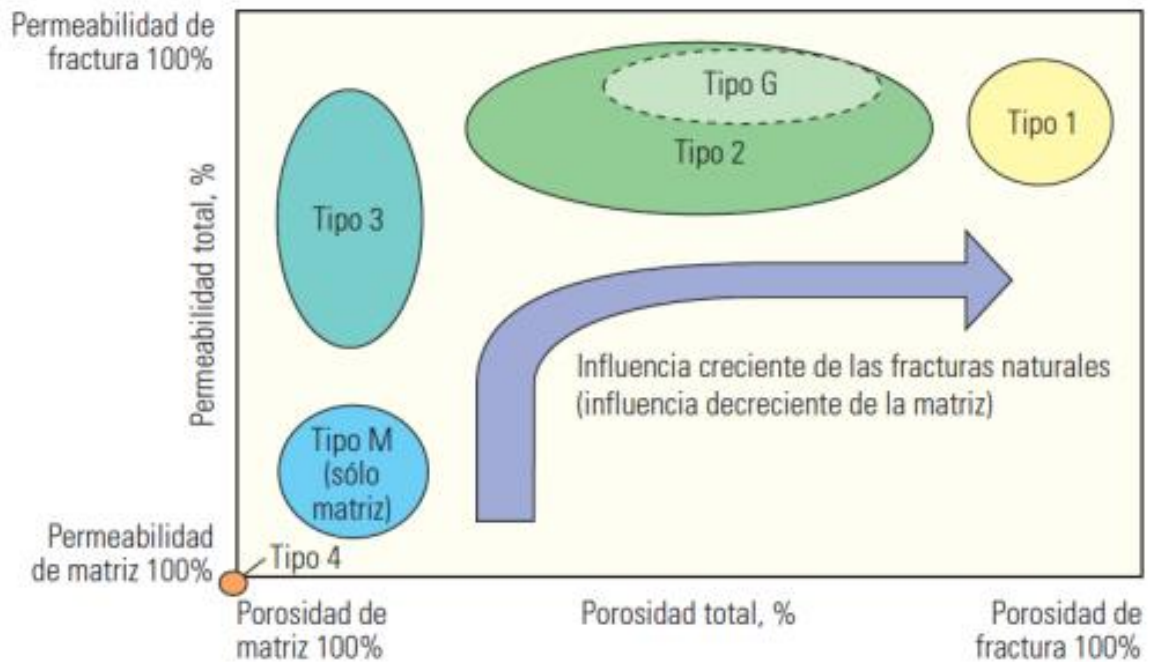 Permeabilidad de
fractura 100%
Tipo G
Tipo 1
Tipo 2
Permeabilidad total, %
Tipo 3
Influencia creciente de las fracturas naturales
(influencia decreciente de la matriz)
Tipo M
(sólo
matriz)
Permeabilidad
de matriz 100%
Tipo 4
Porosidad de
matriz 100%
Porosidad total, %
Porosidad de
fractura 100%